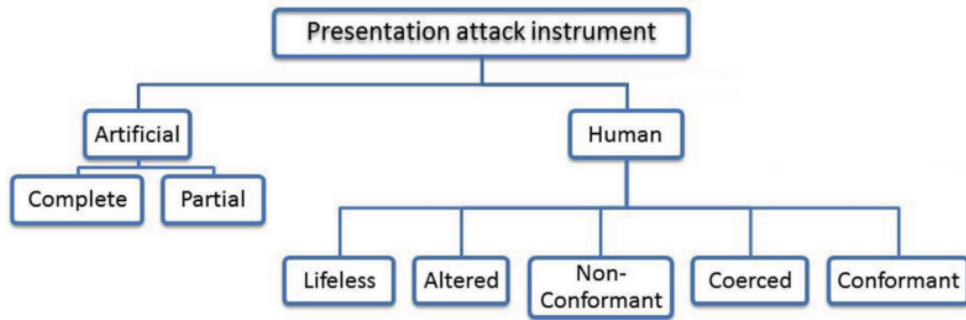 Presentation attack instrument
Artificial
Human
Complete
Partial
Lifeless
Altered
Non-
Conformant
Coerced
Conformant